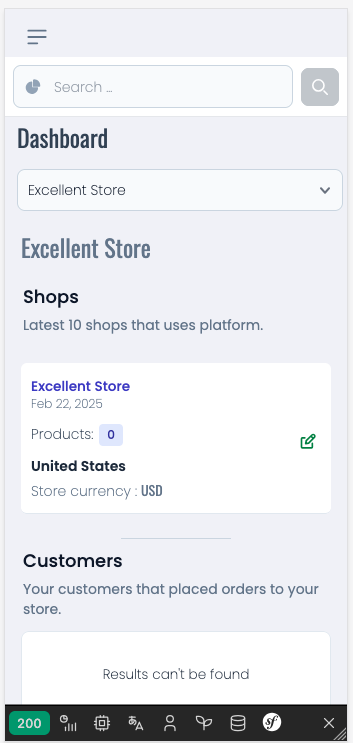 Search ...
Dashboard
Excellent Store
Excellent Store
Shops
Latest 10 shops that uses platform.
Excellent Store
Feb 22, 2025
Products: 0
United States
Store currency : USD
Customers
Your customers that placed orders to your
store.
Results can't be found
200